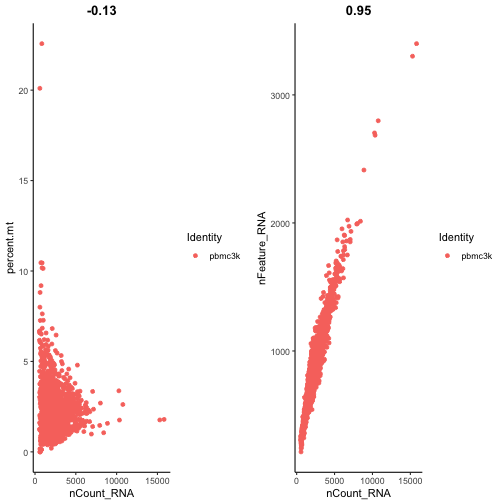 -0.13
percent.mt
20
15
10
5
0
0
5000
10000
15000
nCount_RNA
Identity
pbmc3k
0.95
nFeature_RNA
3000
2000
1000
0
5000
10000
15000
nCount_RNA
Identity
pbmc3k